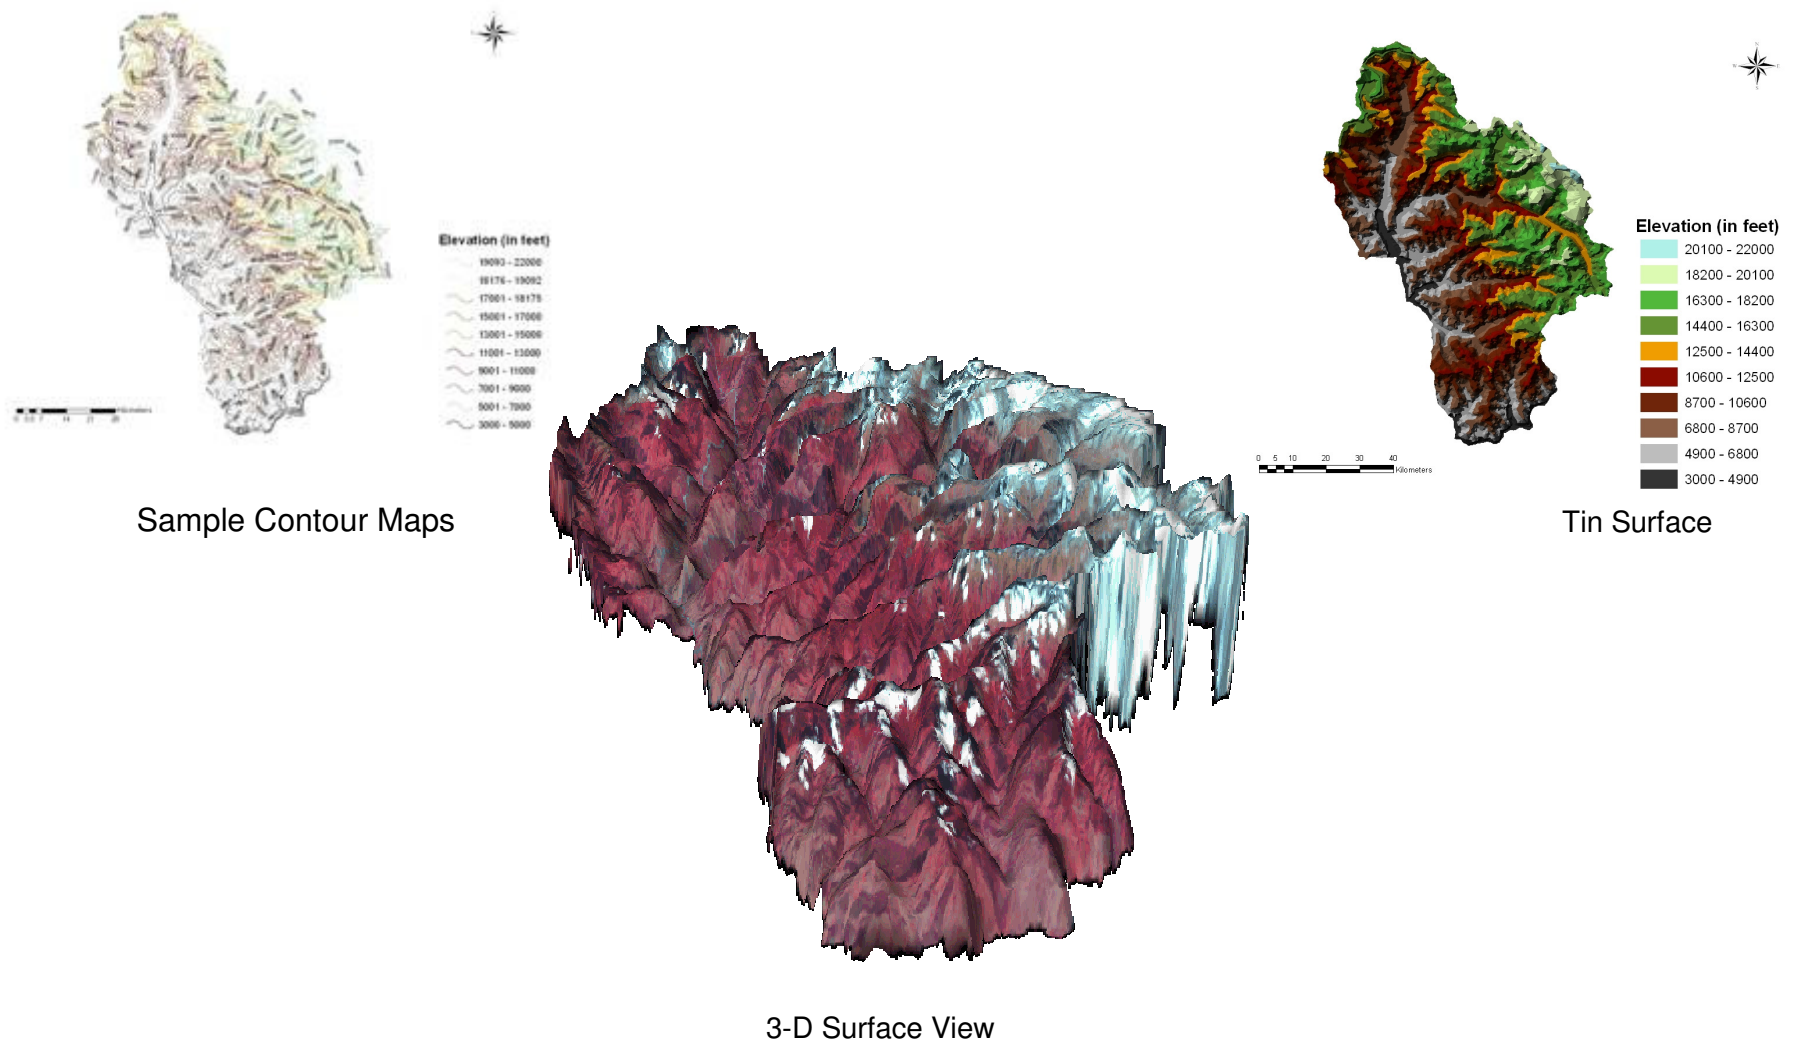 Elevation (in feet)
19093 - 22000
18176 - 19092
17001 - 18175
15001 - 17000
13001 - 15000
11001 - 13000
9001 - 11000
7001 - 9000
5001 - 7000
3000 - 5000
Kilometers
Sample Contour Maps
Elevation (in feet)
20100 - 22000
18200 - 20100
16300 - 18200
14400 - 16300
12500 - 14400
10600 - 12500
8700 - 10600
6800 - 8700
4900 - 6800
3000 - 4900
0 5 10 20 30 40
Kilometers
Tin Surface
3-D Surface View